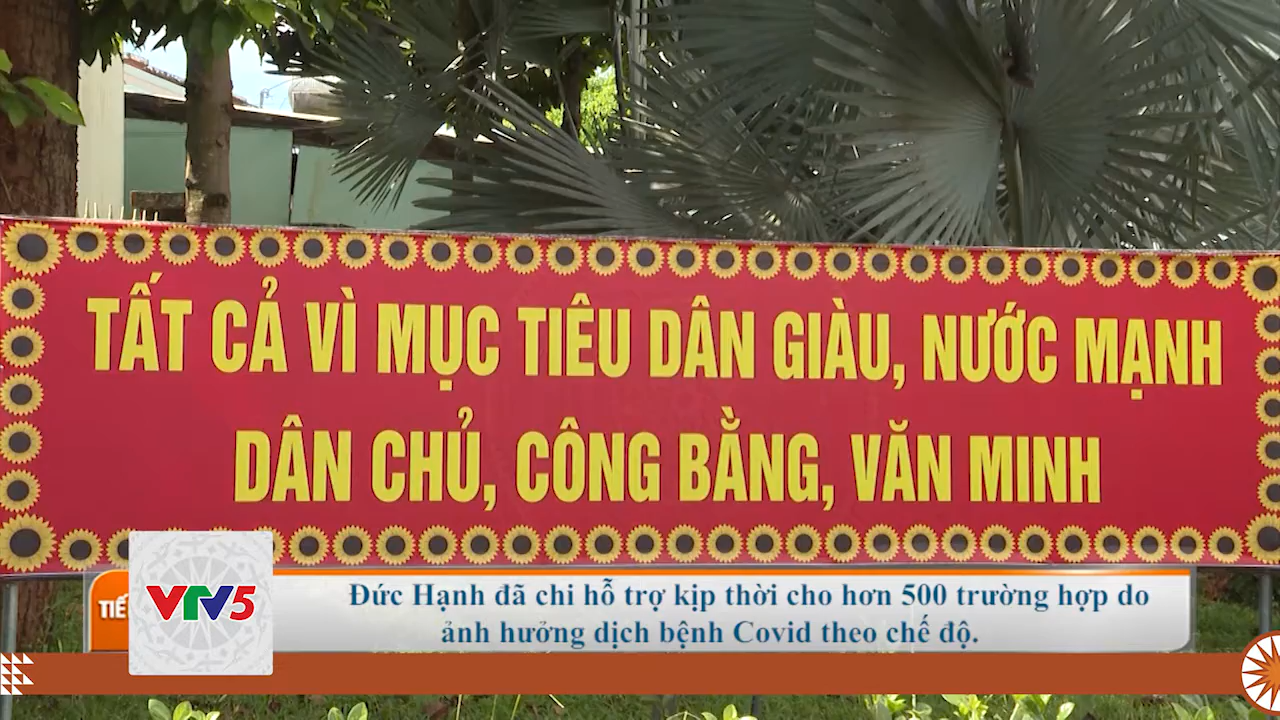 TẤT CẢ VÌ MỤC TIÊU DÂN GIÀU, NƯỚC MẠNH
DÂN CHỦ, CÔNG BẰNG, VĂN MINH
VTV5
Đức Hạnh đã chi hỗ trợ kịp thời cho hơn 500 trường hợp do
ảnh hưởng dịch bệnh Covid theo chế độ.